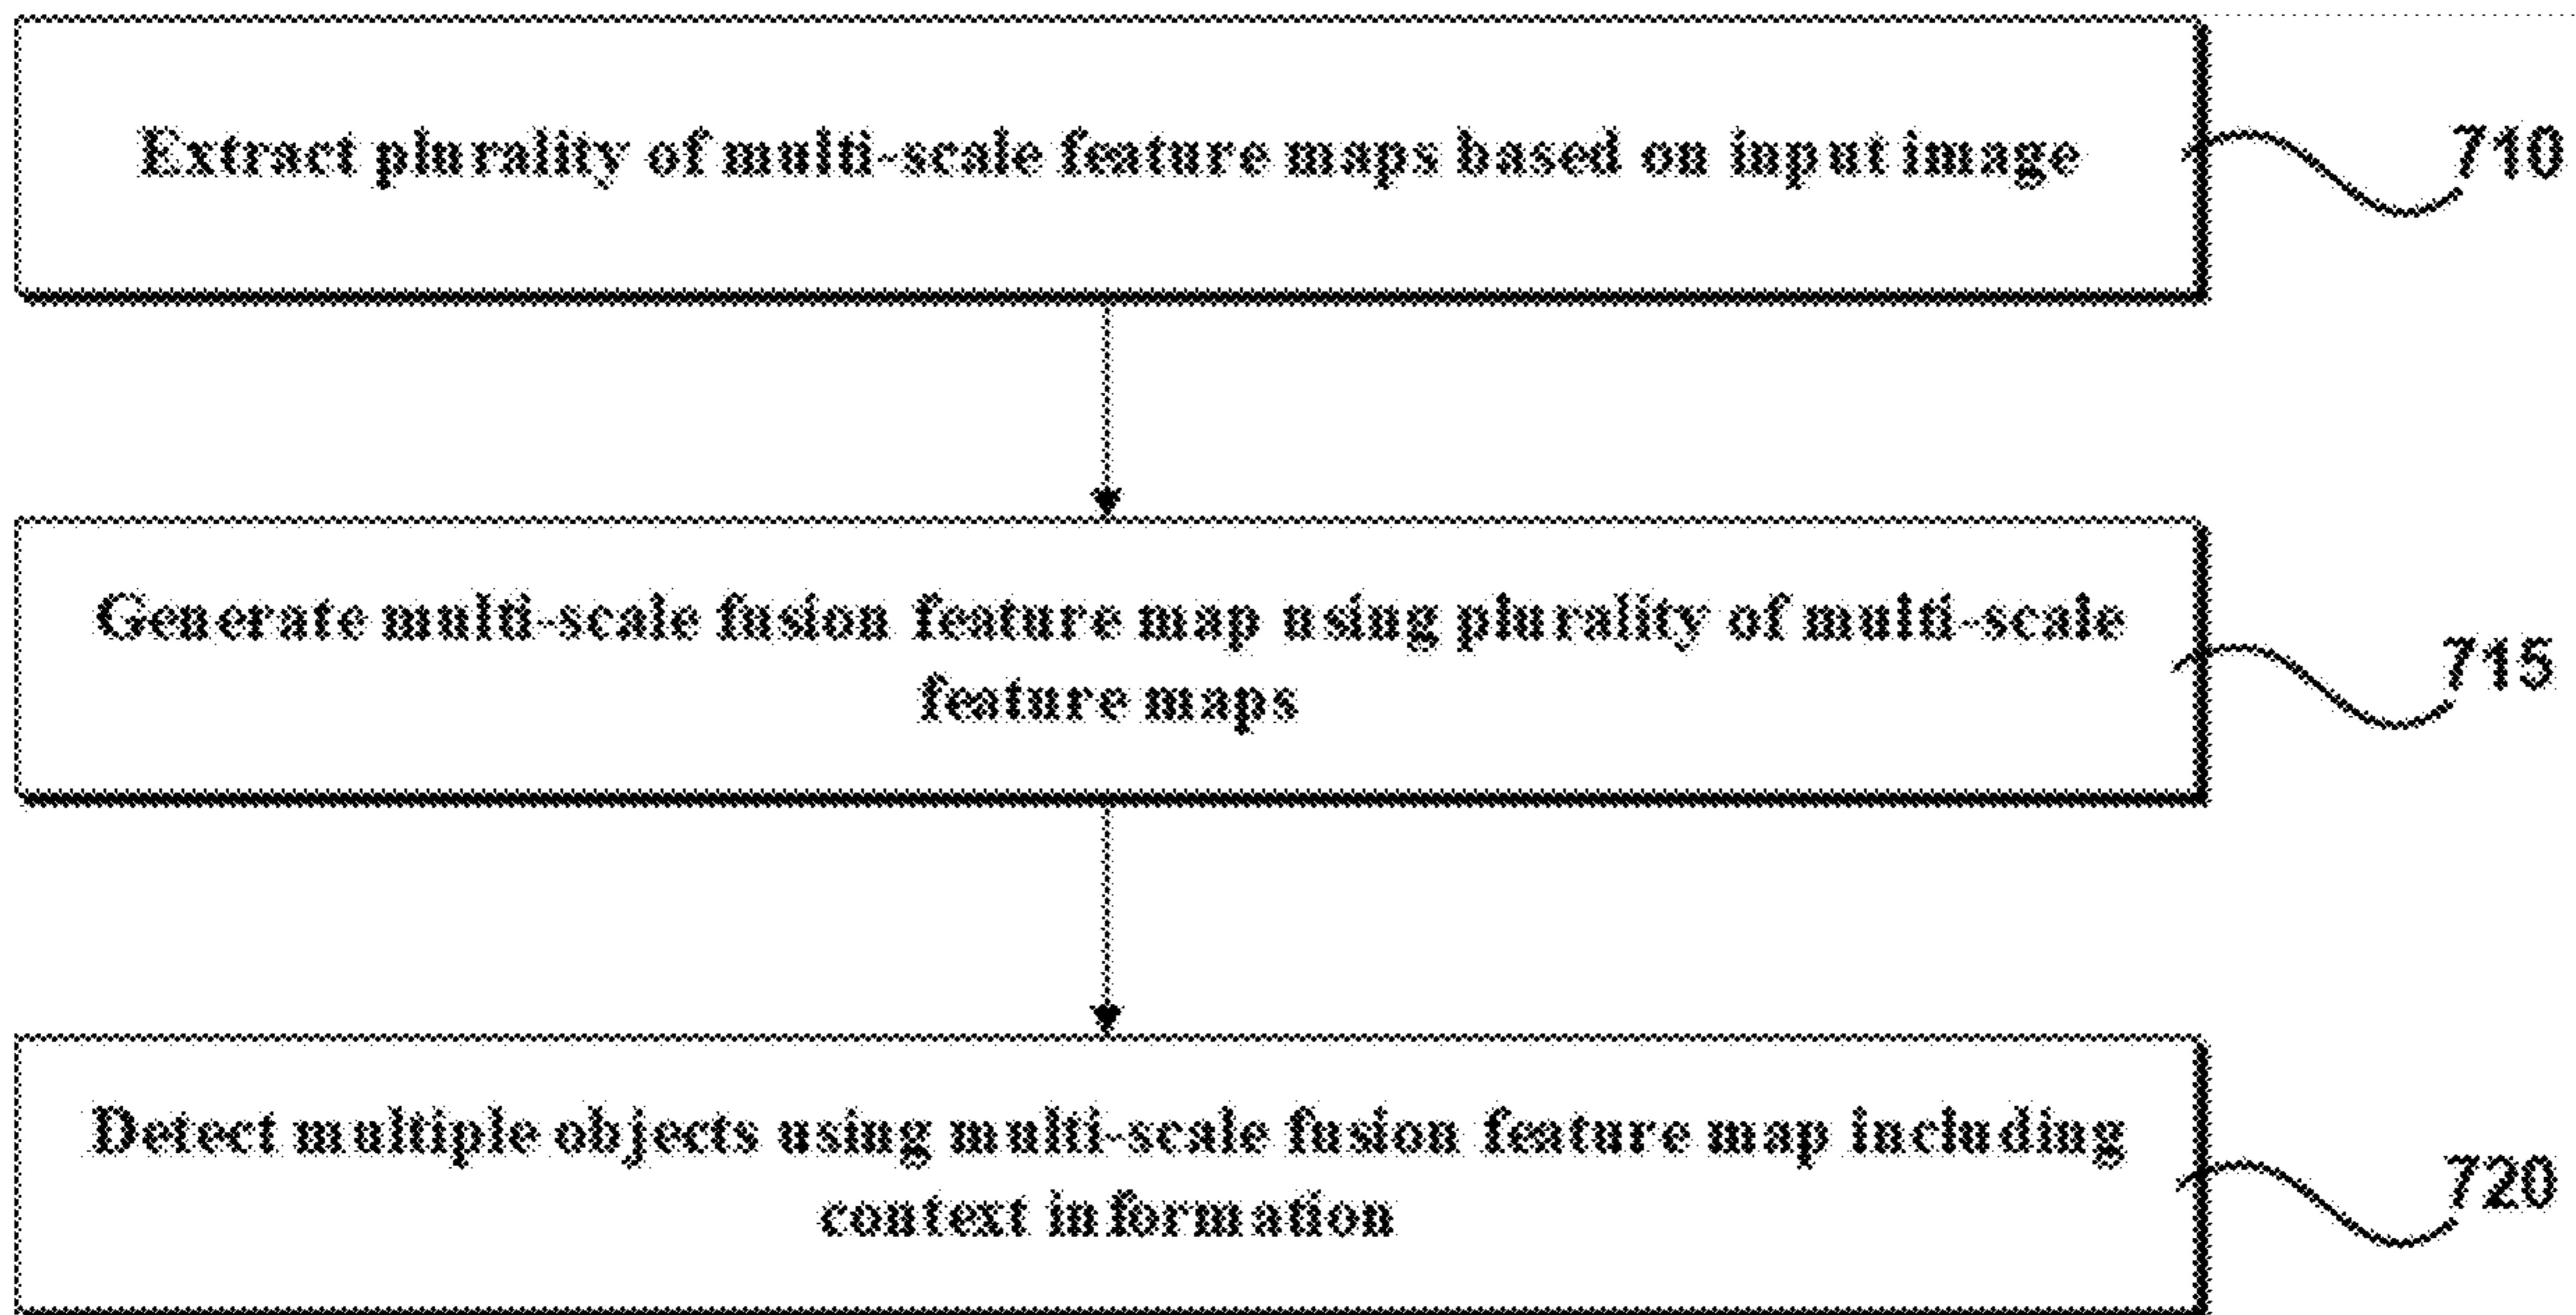 Extract plurality of multi-scale feature maps based on input image
710
Generate multi-scale fusion feature map using plurality of multi-scale
feature maps
715
Detect multiple objects using multi-scale fusion feature map including
context information
720